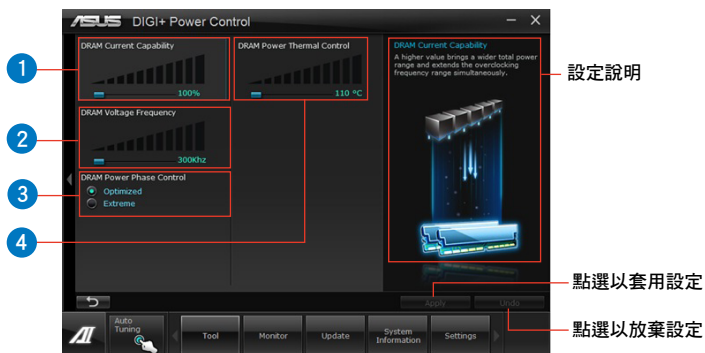 ASUS DIGI+ Power Control
DRAM Current Capability
100%
DRAM Power Thermal Control
110 °C
DRAM Current Capability
A higher value brings a wider total power
range and extends the overclocking
frequency range simultaneously.
設定說明
1
DRAM Voltage Frequency
300Khz
2
DRAM Power Phase Control
Optimized
Extreme
3
4
Apply
Undo
點選以套用設定
點選以放棄設定
AI
Auto
Tuning
Tool
Monitor
Update
System
Information
Settings